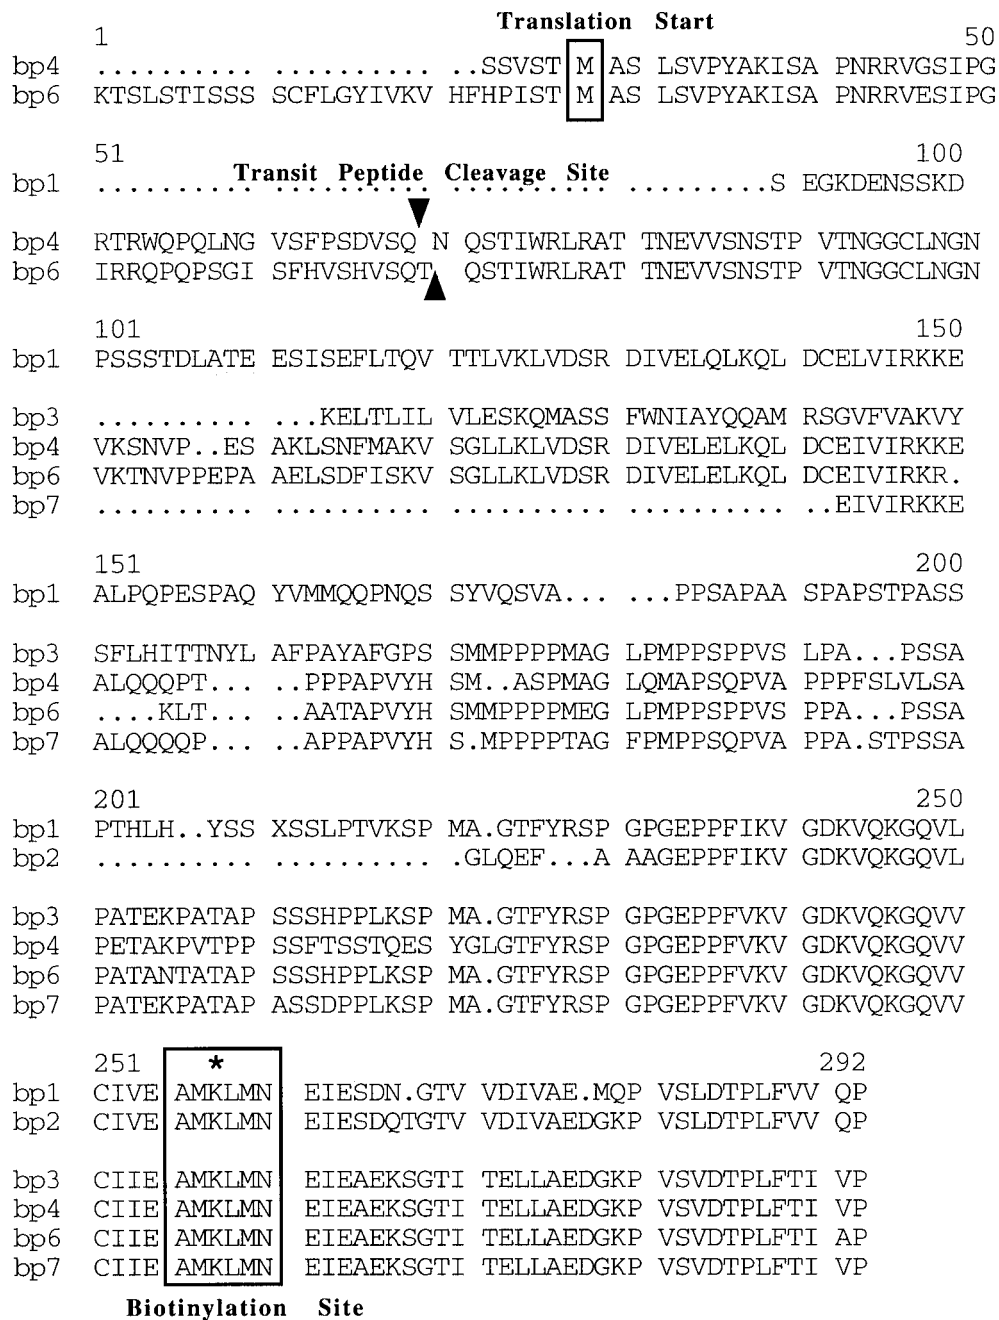 Translation Start
1 50
bp4 .......... .......... ..SSVST M AS LSVPYAKISA PNRRVGSIPG
bp6 KTSLSTISSS SCFLGYIVKV HFHPIST M AS LSVPYAKISA PNRRVESIPG
51 100
Transit Peptide Cleavage Site
bp1 .......... .......... .......... .........S EGKDENSSKD
bp4 RTRWQPQLNG VSFPSDVSQ N QSTIWRLRAT TNEVVSNSTP VTNGGCLNGN
bp6 IRRQPQPSGI SFHVSHVSQT QSTIWRLRAT TNEVVSNSTP VTNGGCLNGN
101 150
bp1 PSSSTDLATE ESISEFLTQV TTLVKLVDSR DIVELQLKQL DCELVIRKKE
bp3 .......... ...KELTLIL VLESKQMASS FWNIAYQQAM RSGVFVAKVY
bp4 VKSNVP..ES AKLSNFMAKV SGLLKLVDSR DIVELELKQL DCEIVIRKKE
bp6 VKTNVPPEPA AELSDFISKV SGLLKLVDSR DIVELELKQL DCEIVIRKR.
bp7 .......... .......... .......... .......... ..EIVIRKKE
151 200
bp1 ALPQPESPAQ YVMMQQPNQS SYVQSVA... ...PPSAPAA SPAPSTPASS
bp3 SFLHITTNYL AFPAYAFGPS SMMPPPPMAG LPMPPSPPVS LPA...PSSA
bp4 ALQQQPT... ..PPPAPVYH SM..ASPMAG LQMAPSQPVA PPPFSLVLSA
bp6 ....KLT... ..AATAPVYH SMMPPPPMEG LPMPPSPPVS PPA...PSSA
bp7 ALQQQQP... ..APPAPVYH S.MPPPPTAG FPMPPSQPVA PPA.STPSSA
201 250
bp1 PTHLH..YSS XSSLPTVKSP MA.GTFYRSP GPGEPPFIKV GDKVQKGQVL
bp2 .......... .......... .GLQEF...A AAGEPPFIKV GDKVQKGQVL
bp3 PATEKPATAP SSSHPPLKSP MA.GTFYRSP GPGEPPFVKV GDKVQKGQVV
bp4 PETAKPVTPP SSFTSSTQES YGLGTFYRSP GPGEPPFVKV GDKVQKGQVV
bp6 PATANTATAP SSSHPPLKSP MA.GTFYRSP GPGEPPFVKV GDKVQKGQVV
bp7 PATEKPATAP ASSDPPLKSP MA.GTFYRSP GPGEPPFVKV GDKVQKGQVV
251 * 292
bp1 CIVE AMKLMN EIESDN.GTV VDIVAE.MQP VSLDTPLFVV QP
bp2 CIVE AMKLMN EIESDQTGTV VDIVAEDGKP VSLDTPLFVV QP
bp3 CIIE AMKLMN EIEAEKSGTI TELLAEDGKP VSVDTPLFTI VP
bp4 CIIE AMKLMN EIEAEKSGTI TELLAEDGKP VSVDTPLFTI VP
bp6 CIIE AMKLMN EIEAEKSGTI TELLAEDGKP VSVDTPLFTI AP
bp7 CIIE AMKLMN EIEAEKSGTI TELLAEDGKP VSVDTPLFTI VP
Biotinylation Site